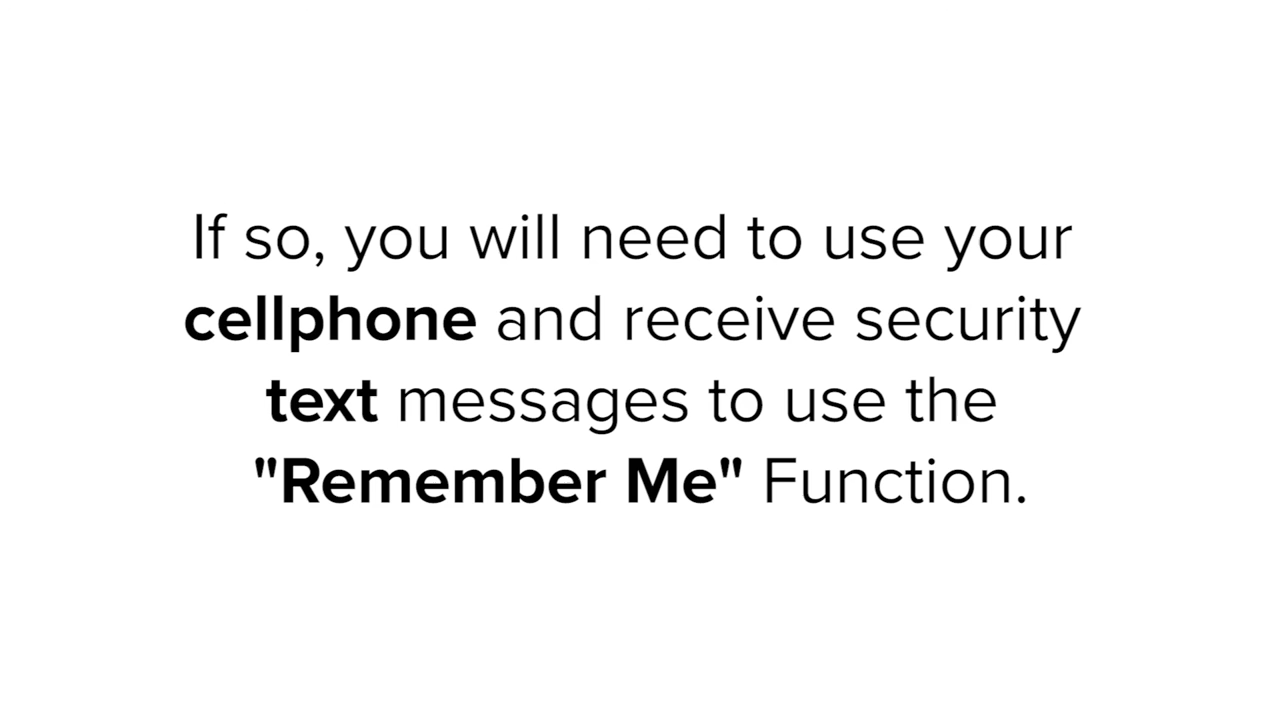 If so, you will need to use your
cellphone and receive security
text messages to use the
"Remember Me" Function.